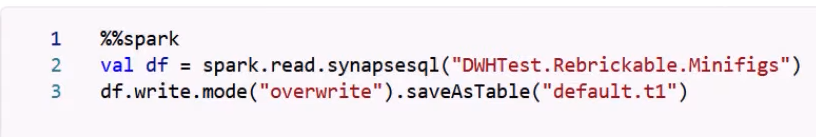 1 %%spark
2 val df = spark.read.synapsesql("DWHTest.Rebrickable.Minifigs")
3 df.write.mode("overwrite").saveAsTable("default.t1")